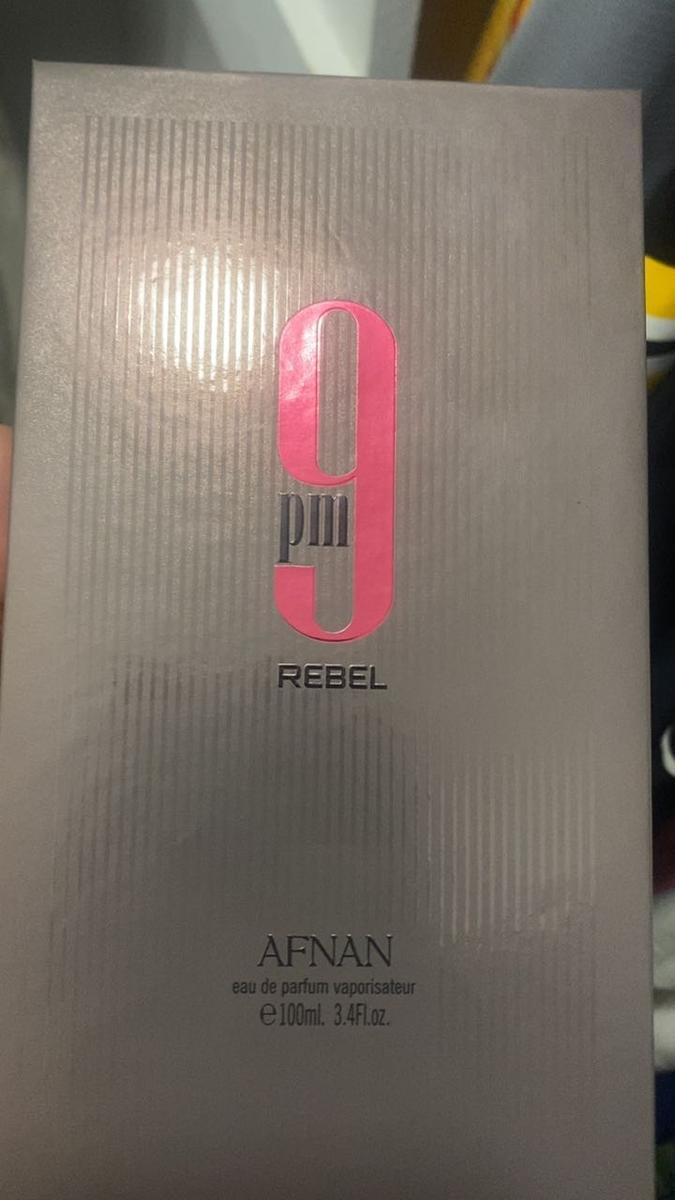 9
pm
REBEL
AFNAN
eau de parfum vaporisateur
℮100ml. 3.4Fl.oz.